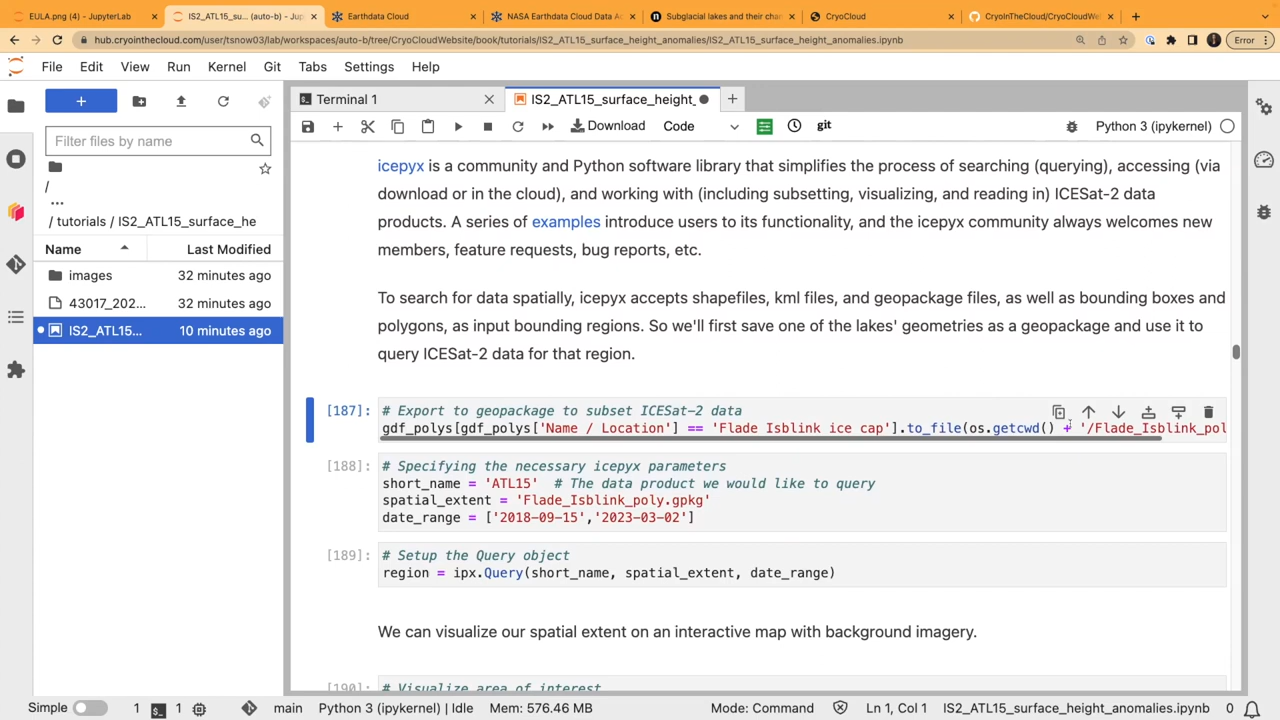 EULA.png (4) - JupyterLab
IS2_ATL15_su... (auto-b) - Jup
Earthdata Cloud
NASA Earthdata Cloud Data A
Subglacial lakes and their chan
CryoCloud
CryoInTheCloud/CryoCloudWe
hub.cryointhecloud.com/user/tsnow03/lab/workspaces/auto-b/tree/CryoCloudWebsite/book/tutorials/IS2_ATL15_surface_height_anomalies/IS2_ATL15_surface_height_anomalies.ipynb
Error
File Edit View Run Kernel Git Tabs Settings Help
Terminal 1
IS2_ATL15_surface_height_
Filter files by name
Download
Code
git
Python 3 (ipykernel)
/
...
/ tutorials / IS2_ATL15_surface_he
Name Last Modified
images 32 minutes ago
43017_202... 32 minutes ago
IS2_ATL15... 10 minutes ago
icepyx is a community and Python software library that simplifies the process of searching (querying), accessing (via
download or in the cloud), and working with (including subsetting, visualizing, and reading in) ICESat-2 data
products. A series of examples introduce users to its functionality, and the icepyx community always welcomes new
members, feature requests, bug reports, etc.
To search for data spatially, icepyx accepts shapefiles, kml files, and geopackage files, as well as bounding boxes and
polygons, as input bounding regions. So we'll first save one of the lakes' geometries as a geopackage and use it to
query ICESat-2 data for that region.
[187]: # Export to geopackage to subset ICESat-2 data
gdf_polys[gdf_polys['Name / Location'] == 'Flade Isblink ice cap'].to_file(os.getcwd() + '/Flade_Isblink_pol
[188]: # Specifying the necessary icepyx parameters
short_name = 'ATL15' # The data product we would like to query
spatial_extent = 'Flade_Isblink_poly.gpkg'
date_range = ['2018-09-15','2023-03-02']
[189]: # Setup the Query object
region = ipx.Query(short_name, spatial_extent, date_range)
We can visualize our spatial extent on an interactive map with background imagery.
[190]: # Visualize area of interest
Simple 1 1 main Python 3 (ipykernel) | Idle Mem: 576.46 MB Mode: Command Ln 1, Col 1 IS2_ATL15_surface_height_anomalies.ipynb 0